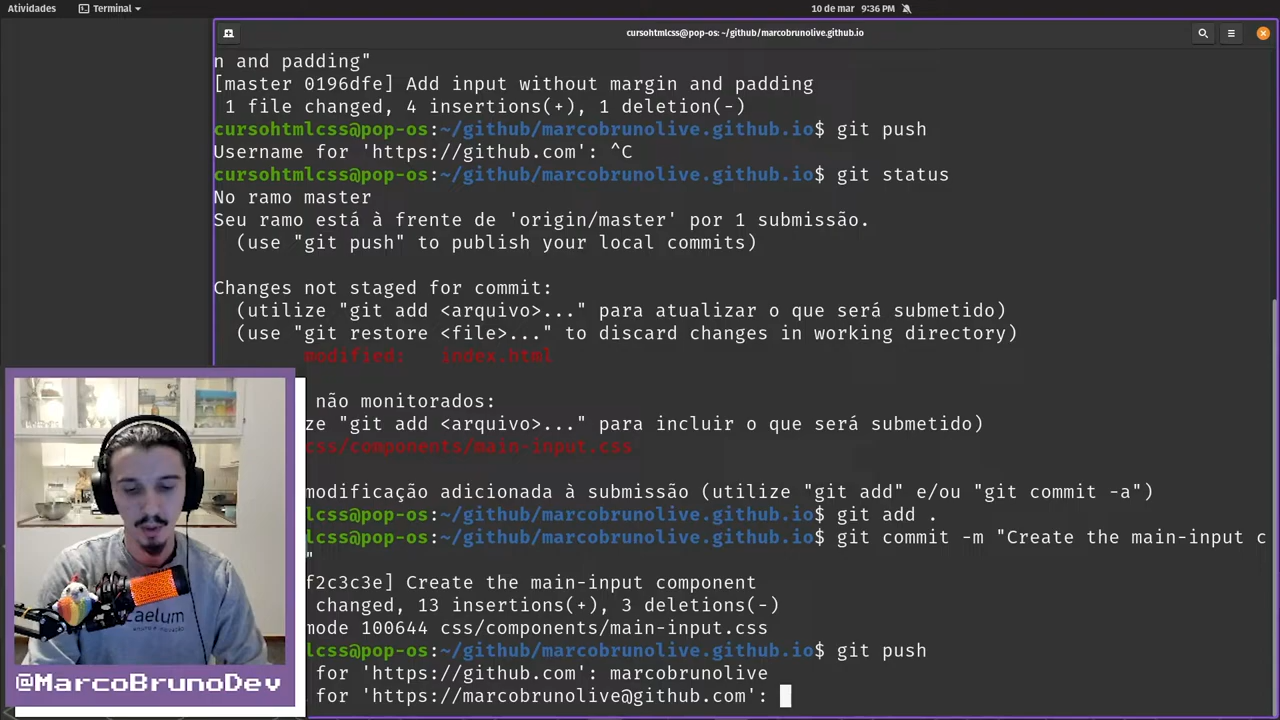 Atividades
Terminal
10 de mar 9:36 PM
cursohtmlcss@pop-os: ~/github/marcobrunolive.github.io
n and padding"
[master 0196dfe] Add input without margin and padding
1 file changed, 4 insertions(+), 1 deletion(-)
cursohtmlcss@pop-os:~/github/marcobrunolive.github.io$ git push
Username for 'https://github.com': ^C
cursohtmlcss@pop-os:~/github/marcobrunolive.github.io$ git status
No ramo master
Seu ramo está à frente de 'origin/master' por 1 submissão.
(use "git push" to publish your local commits)
Changes not staged for commit:
(utilize "git add <arquivo>..." para atualizar o que será submetido)
(use "git restore <file>..." to discard changes in working directory)
modified: index.html
não monitorados:
ze "git add <arquivo>..." para incluir o que será submetido)
css/components/main-input.css
modificação adicionada à submissão (utilize "git add" e/ou "git commit -a")
lcss@pop-os:~/github/marcobrunolive.github.io$ git add .
lcss@pop-os:~/github/marcobrunolive.github.io$ git commit -m "Create the main-input c
"
f2c3c3e] Create the main-input component
changed, 13 insertions(+), 3 deletions(-)
mode 100644 css/components/main-input.css
lcss@pop-os:~/github/marcobrunolive.github.io$ git push
for 'https://github.com': marcobrunolive
for 'https://marcobrunolive@github.com':
caelum
@MarcoBrunoDev